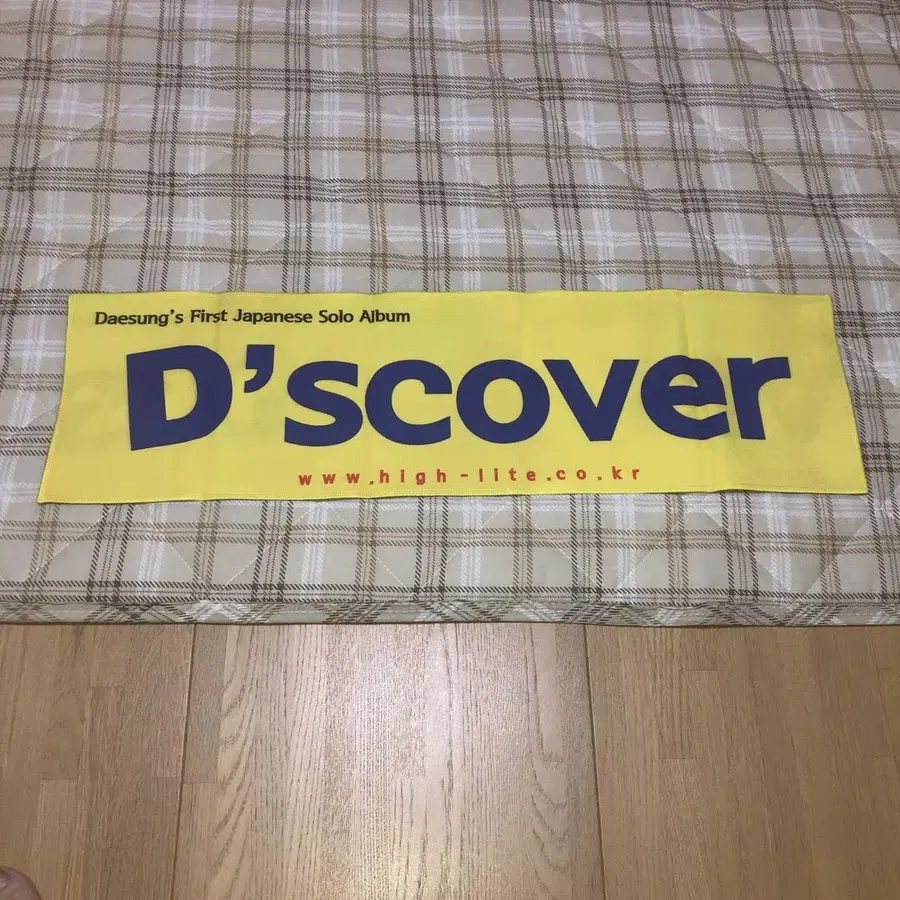 Daesung's First Japanese Solo Album
D'scover
www.high-lite.co.kr